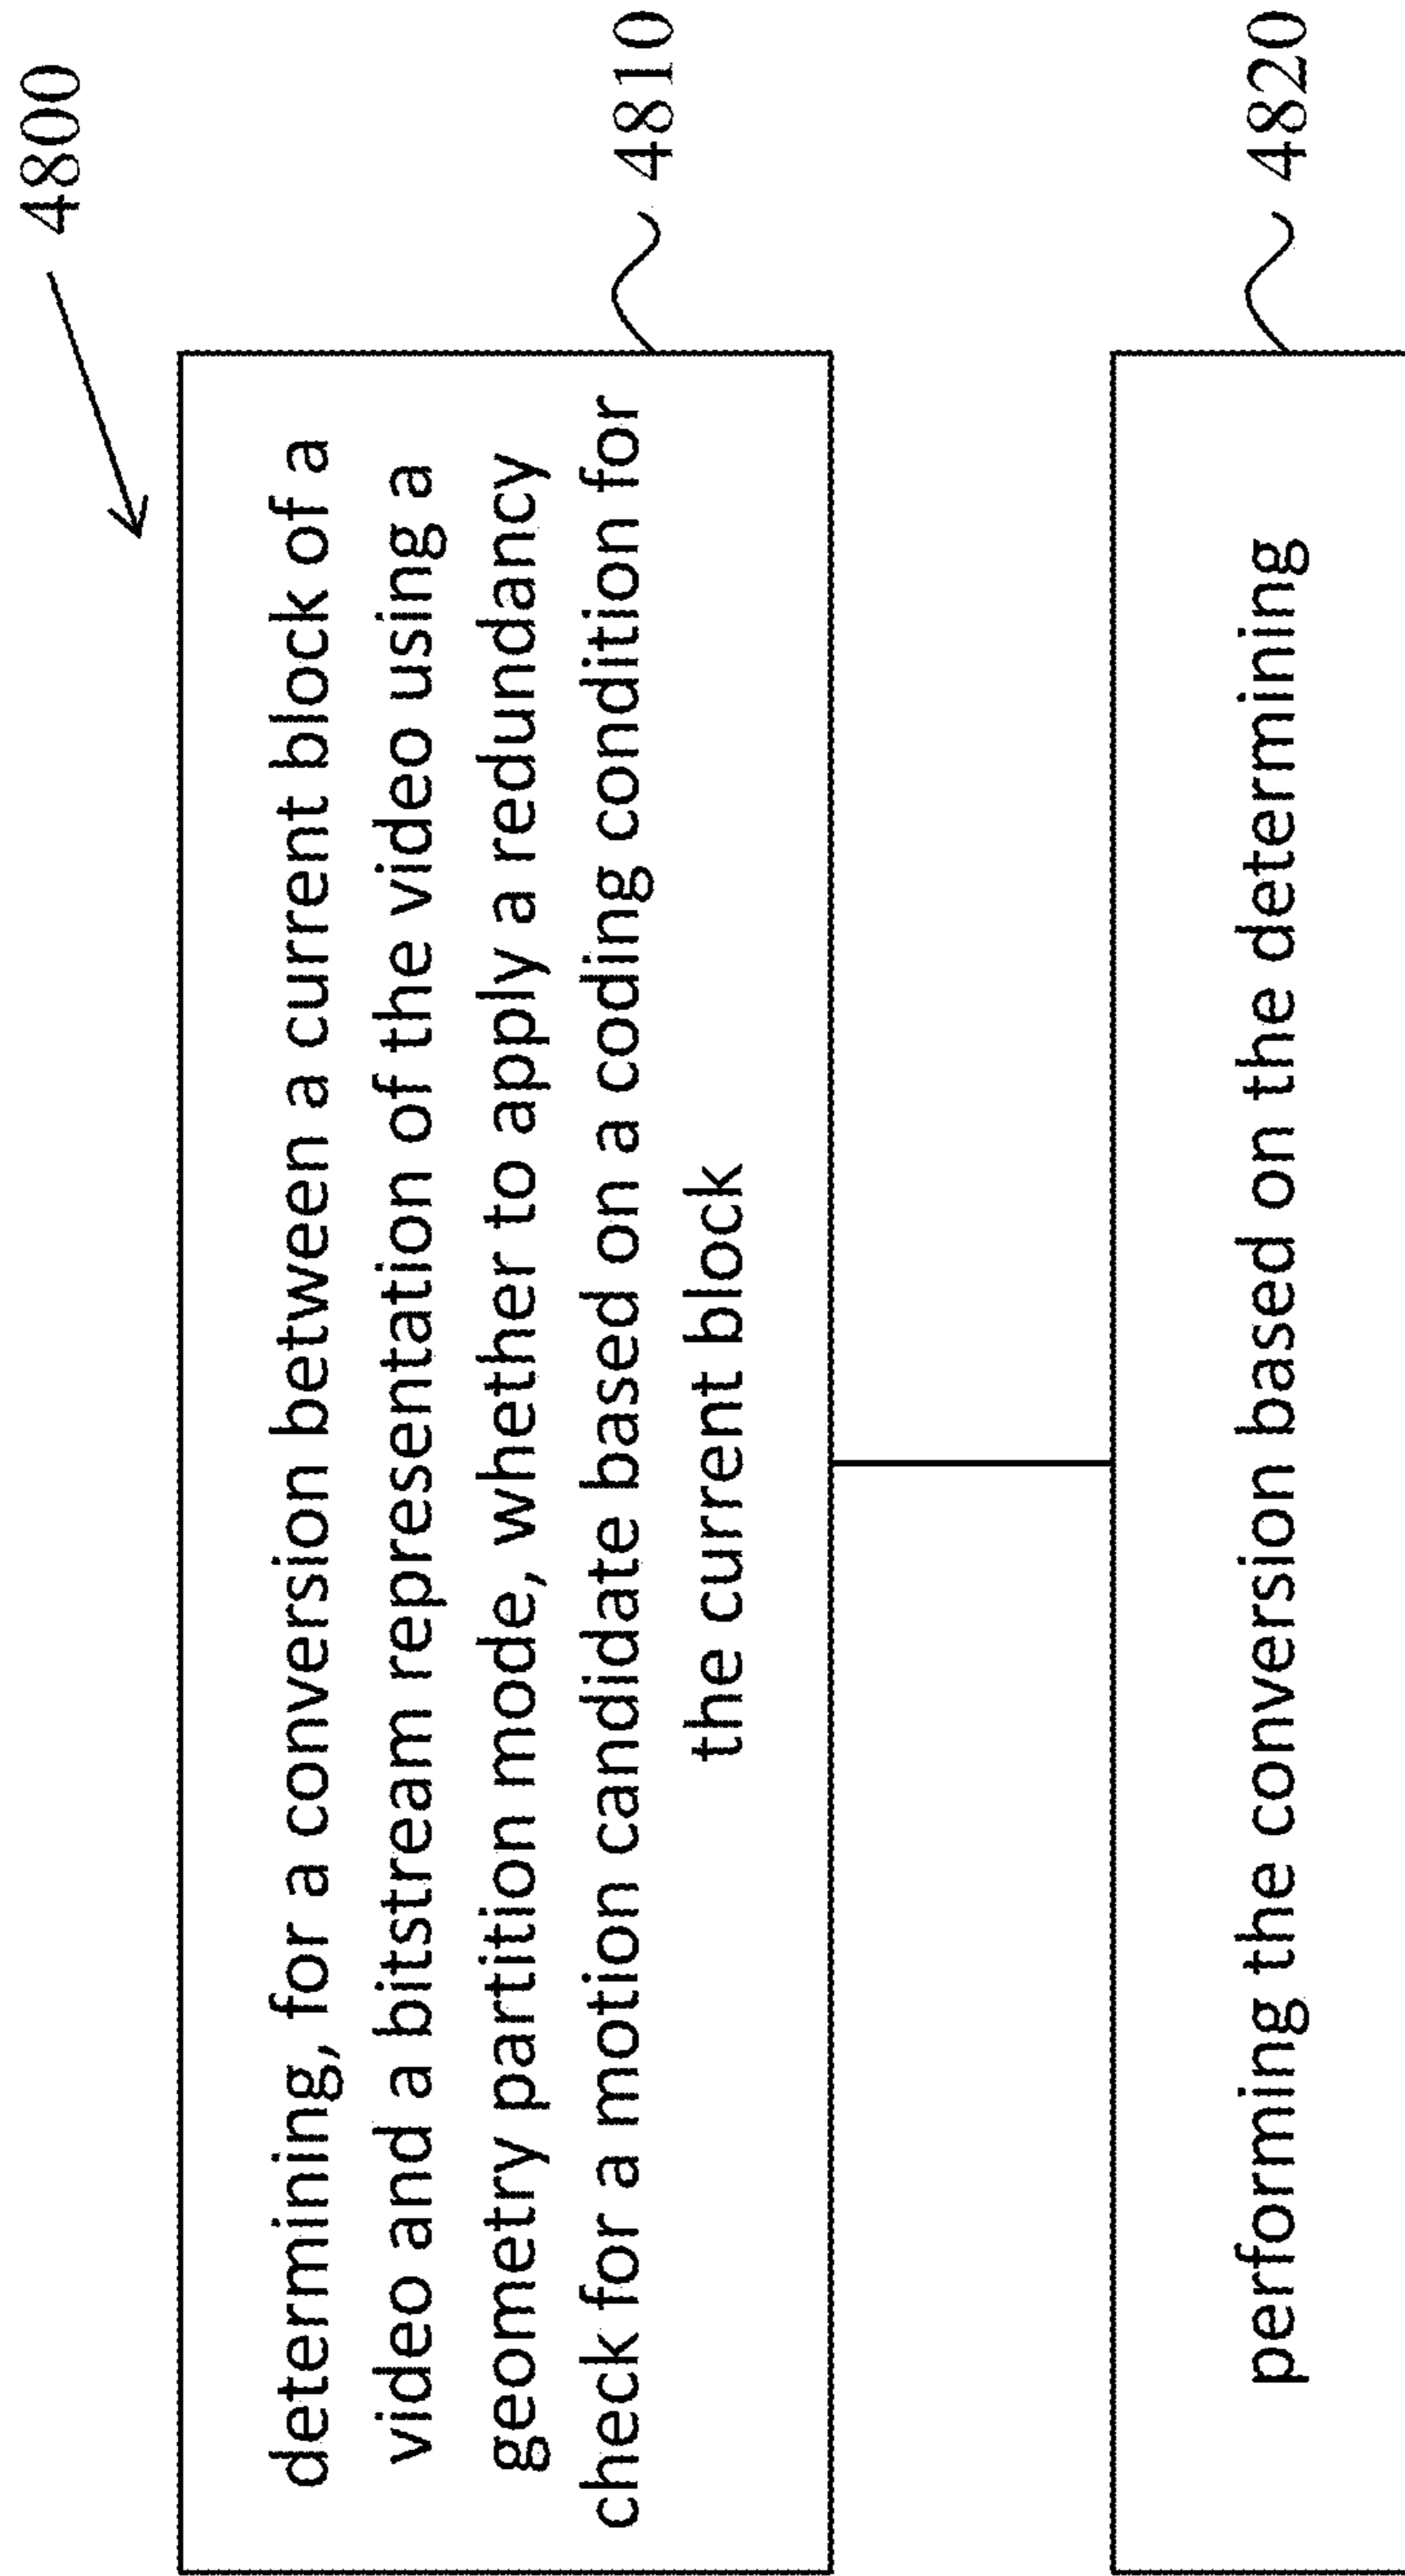 4800
determining, for a conversion between a current block of a
video and a bitstream representation of the video using a
geometry partition mode, whether to apply a redundancy
check for a motion candidate based on a coding condition for
the current block
4810
performing the conversion based on the determining
4820